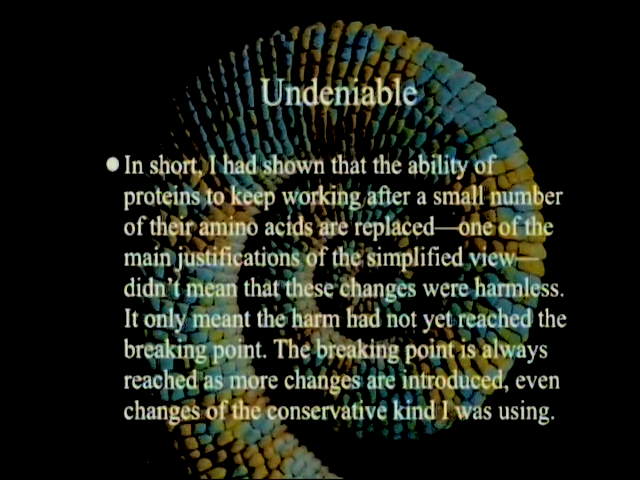 Undeniable
In short, I had shown that the ability of
proteins to keep working after a small number
of their amino acids are replaced—one of the
main justifications of the simplified view—
didn't mean that these changes were harmless.
It only meant the harm had not yet reached the
breaking point. The breaking point is always
reached as more changes are introduced, even
changes of the conservative kind I was using.